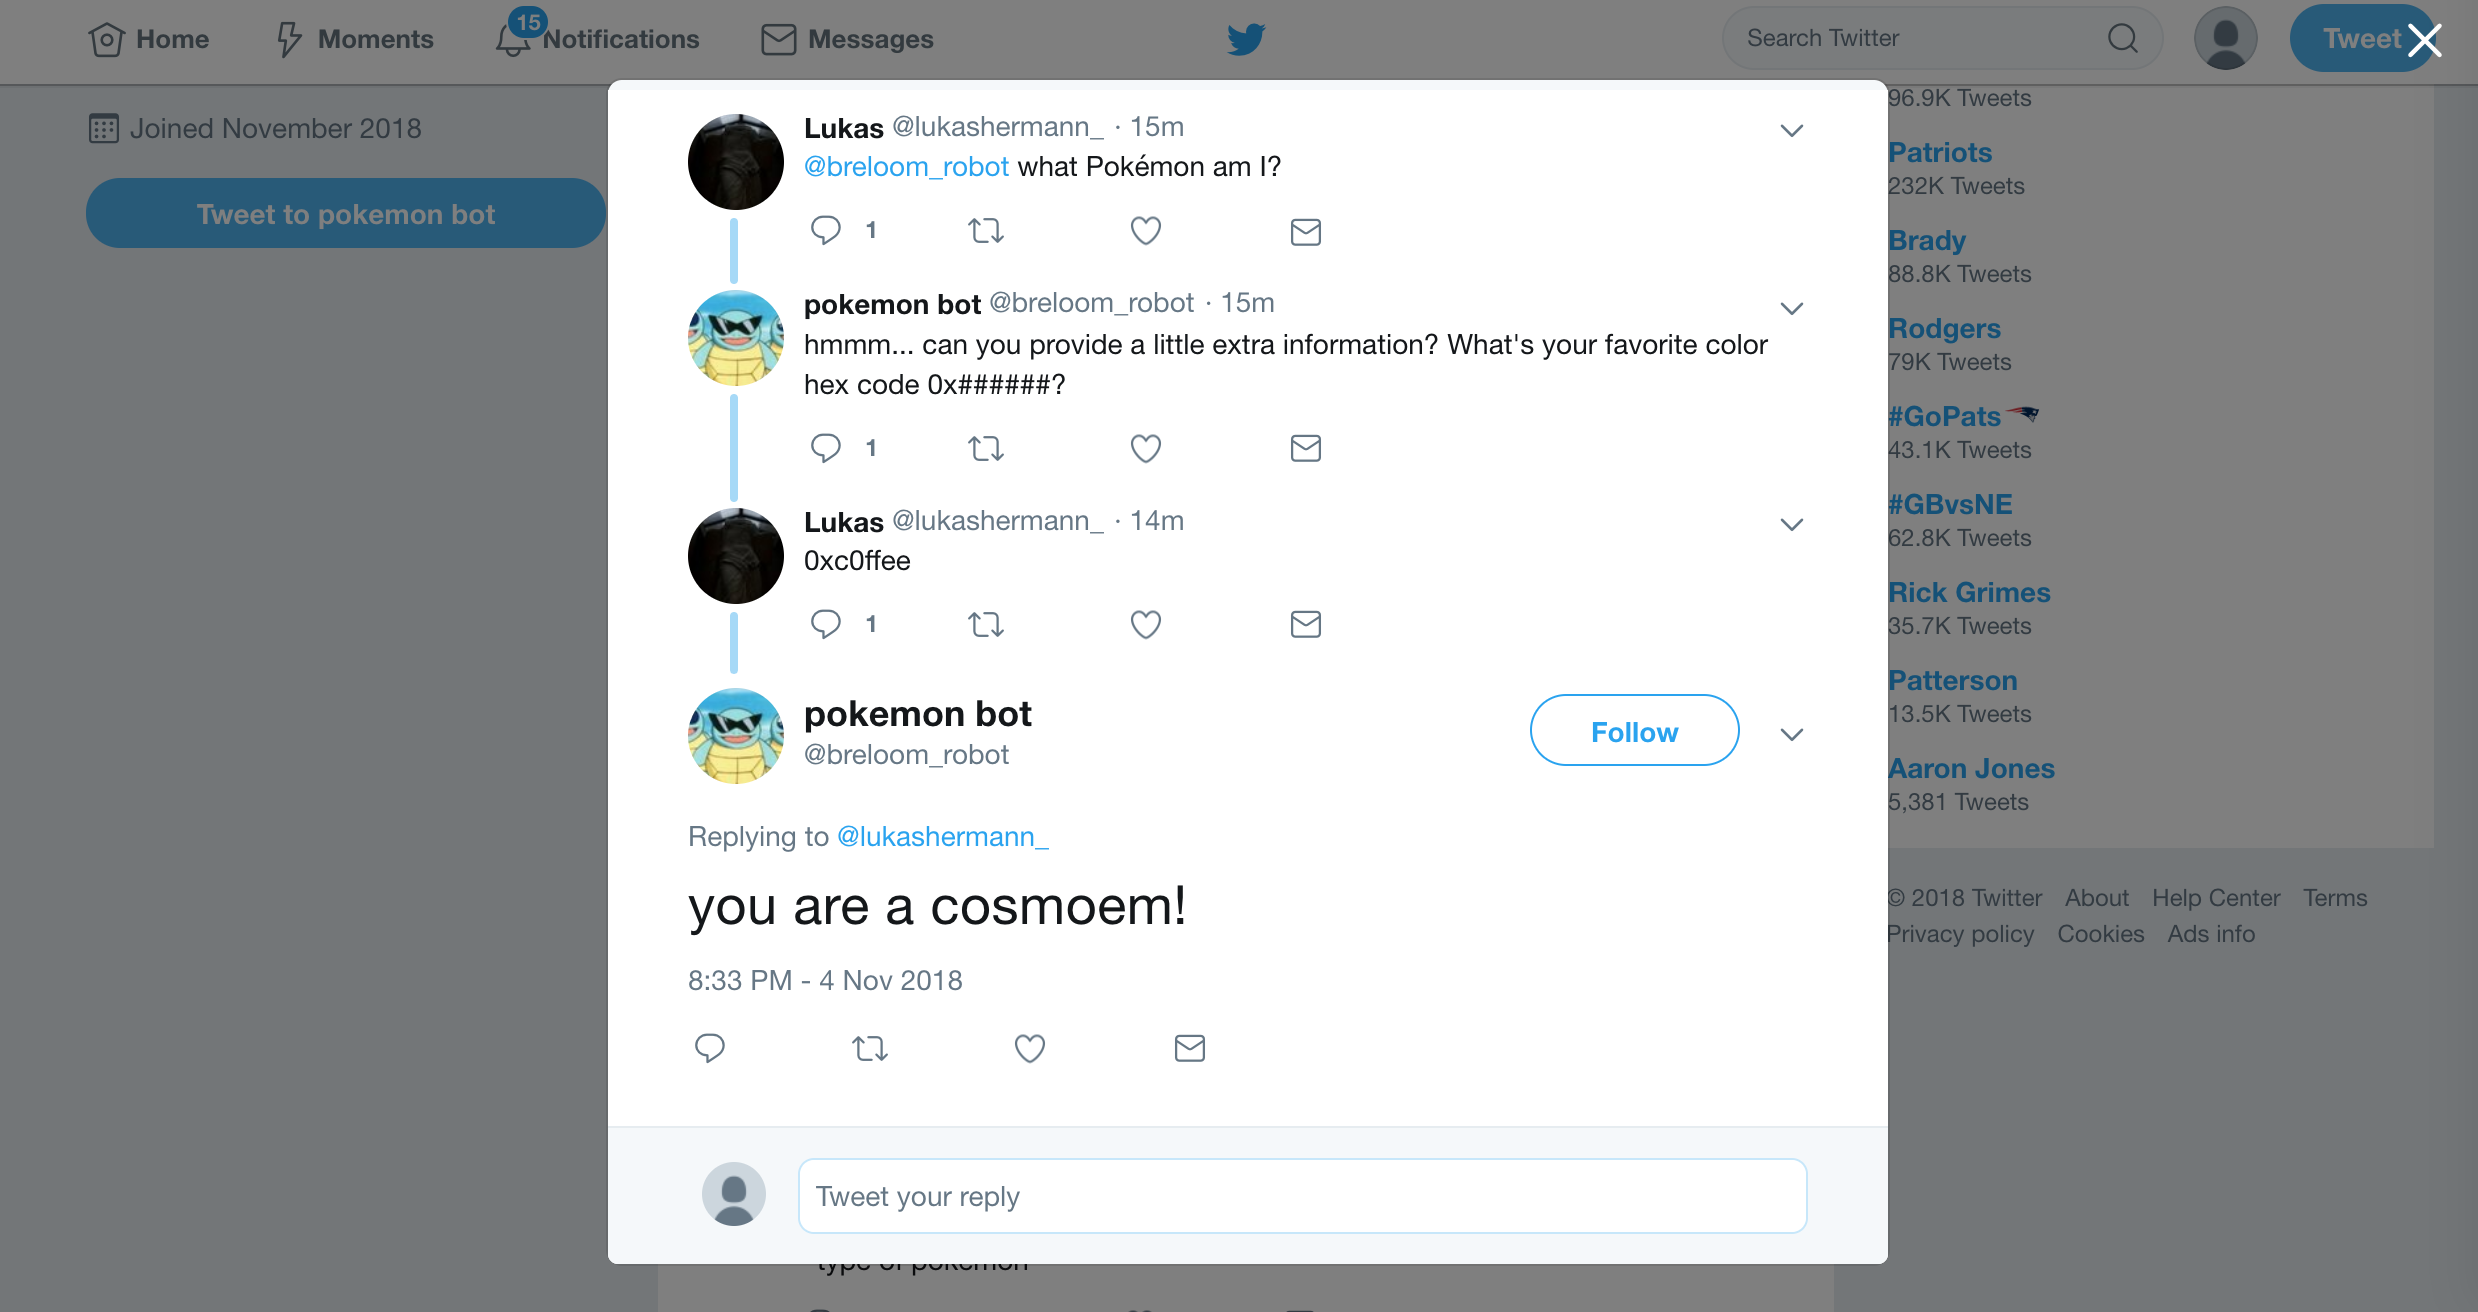 Home
Moments
15
Notifications
Messages
Search Twitter
Tweet
Joined November 2018
Tweet to pokemon bot
Lukas @lukashermann_ · 15m
@breloom_robot what Pokémon am I?
1
pokemon bot @breloom_robot · 15m
hmmm... can you provide a little extra information? What's your favorite color
hex code 0x######?
1
Lukas @lukashermann_ · 14m
0xc0ffee
1
pokemon bot
@breloom_robot
Follow
Replying to @lukashermann_
you are a cosmoem!
8:33 PM - 4 Nov 2018
Tweet your reply
type of pokemon
96.9K Tweets
Patriots
232K Tweets
Brady
88.8K Tweets
Rodgers
79K Tweets
#GoPats
43.1K Tweets
#GBvsNE
62.8K Tweets
Rick Grimes
35.7K Tweets
Patterson
13.5K Tweets
Aaron Jones
5,381 Tweets
© 2018 Twitter About Help Center Terms
Privacy policy Cookies Ads info